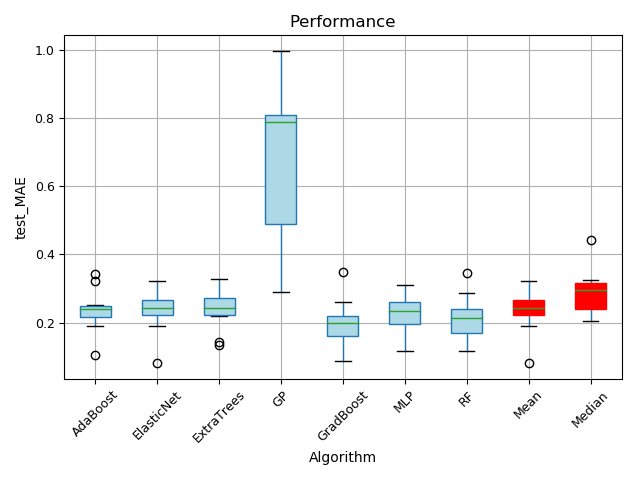 Performance
test_MAE
1.0
0.8
0.6
0.4
0.2
AdaBoost
ElasticNet
ExtraTrees
GP
GradBoost
MLP
RF
Mean
Median
Algorithm